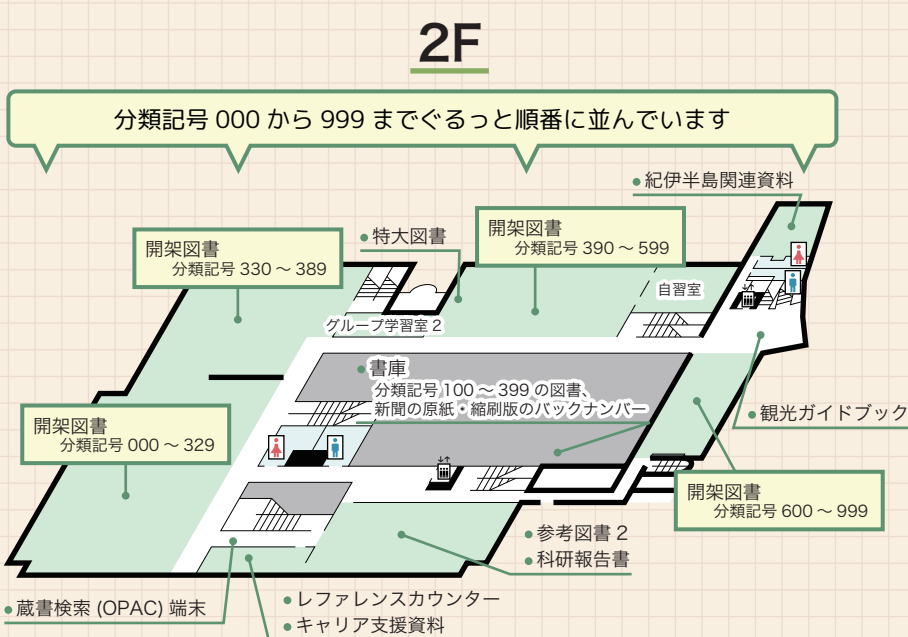 2F
分類記号 000 から 999 までぐるっと順番に並んでいます
紀伊半島関連資料
開架図書
分類記号 330 ～ 389
特大図書
開架図書
分類記号 390 ～ 599
自習室
グループ学習室 2
書庫
分類記号 100 ～ 399 の図書、
新聞の原紙・縮刷版のバックナンバー
観光ガイドブック
開架図書
分類記号 000 ～ 329
開架図書
分類記号 600 ～ 999
参考図書 2
科研報告書
蔵書検索 (OPAC) 端末
レファレンスカウンター
キャリア支援資料